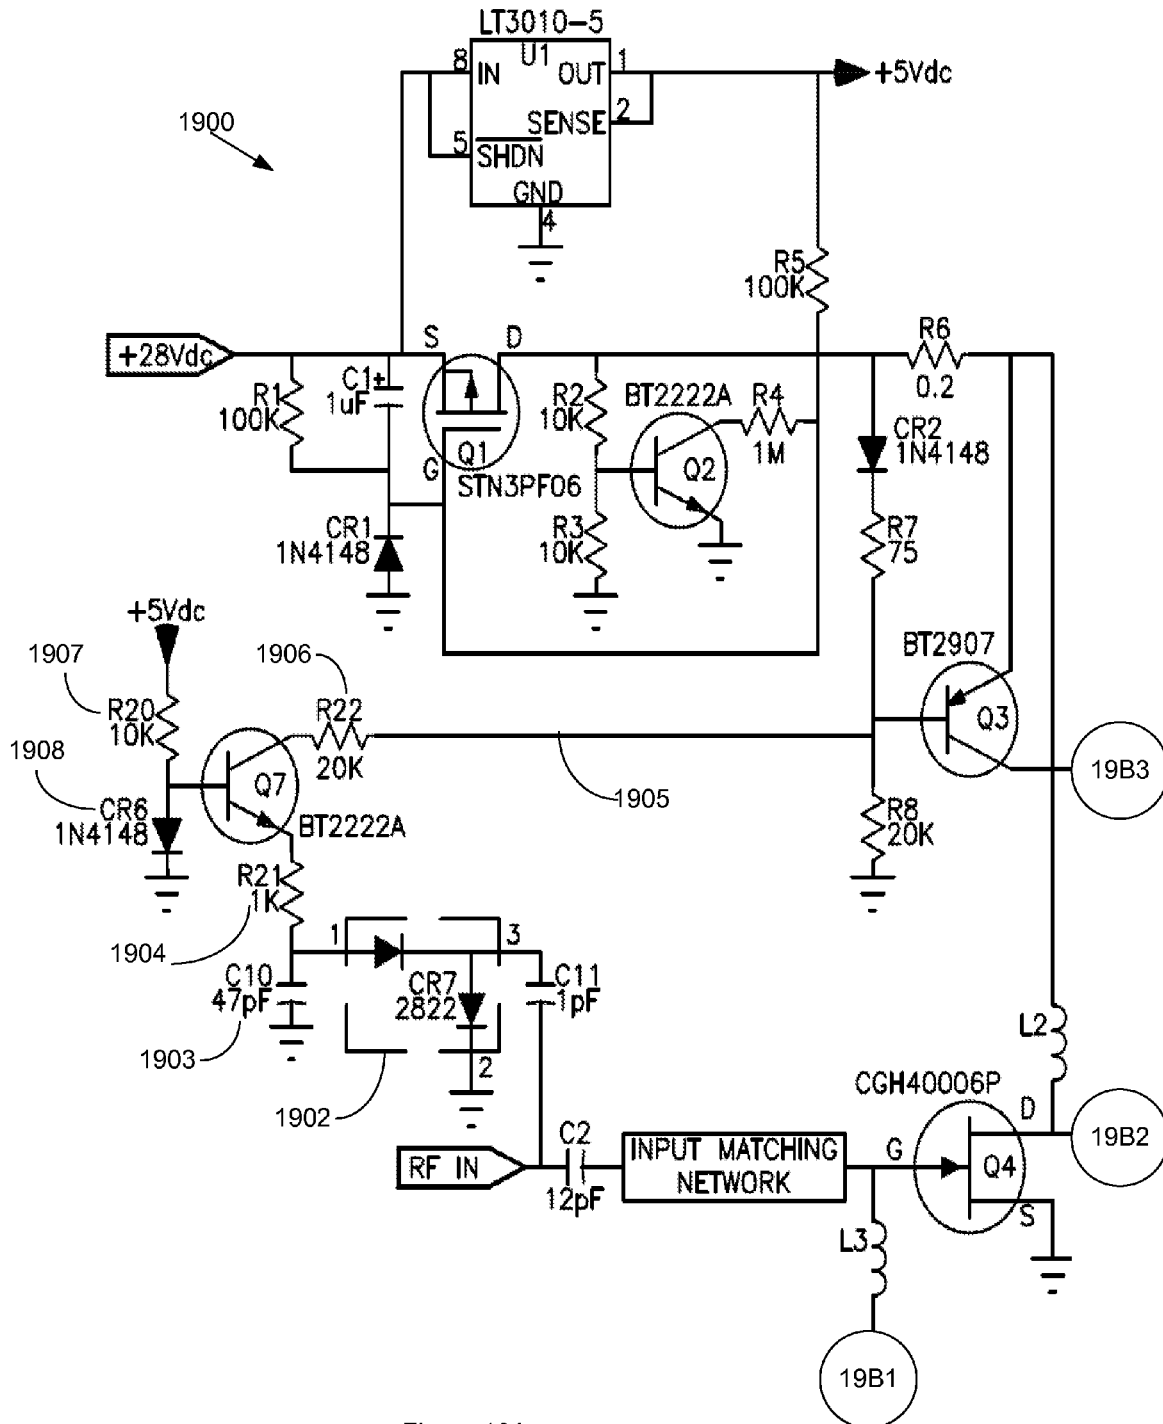 LT3010-5
U1
8 IN OUT 1
+5Vdc
SENSE 2
5 SHDN
GND
4
1900
R5
100K
+28Vdc
S D
R1
100K
C1 +
1uF
G Q1
STN3PF06
R2
10K
BT2222A
Q2
R4
1M
R6
0.2
CR2
1N4148
R3
10K
R7
75
CR1
1N4148
+5Vdc
1907
R20
10K
1906
R22
20K
BT2907
Q3
19B3
1908
CR6
1N4148
Q7
BT2222A
1905
R8
20K
R21
1K
1904
1 3
C10
47pF
CR7
2822
C11
1pF
1903
2
1902
L2
CGH40006P
D
19B2
RF IN
C2
12pF
INPUT MATCHING
NETWORK
G
Q4
S
L3
19B1